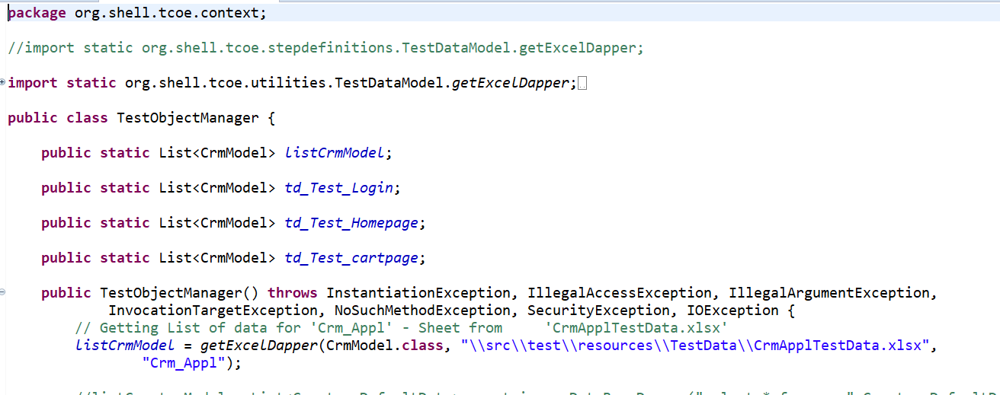 package org.shell.tcoe.context;
//import static org.shell.tcoe.stepdefinitions.TestDataModel.getExcelDapper;
import static org.shell.tcoe.utilities.TestDataModel.getExcelDapper;
public class TestObjectManager {
public static List<CrmModel> listCrmModel;
public static List<CrmModel> td_Test_Login;
public static List<CrmModel> td_Test_Homepage;
public static List<CrmModel> td_Test_cartpage;
public TestObjectManager() throws InstantiationException, IllegalAccessException, IllegalArgumentException,
InvocationTargetException, NoSuchMethodException, SecurityException, IOException {
// Getting List of data for 'Crm_Appl' - Sheet from 'CrmApplTestData.xlsx'
listCrmModel = getExcelDapper(CrmModel.class, "\\src\\test\\resources\\TestData\\CrmApplTestData.xlsx",
"Crm_Appl");